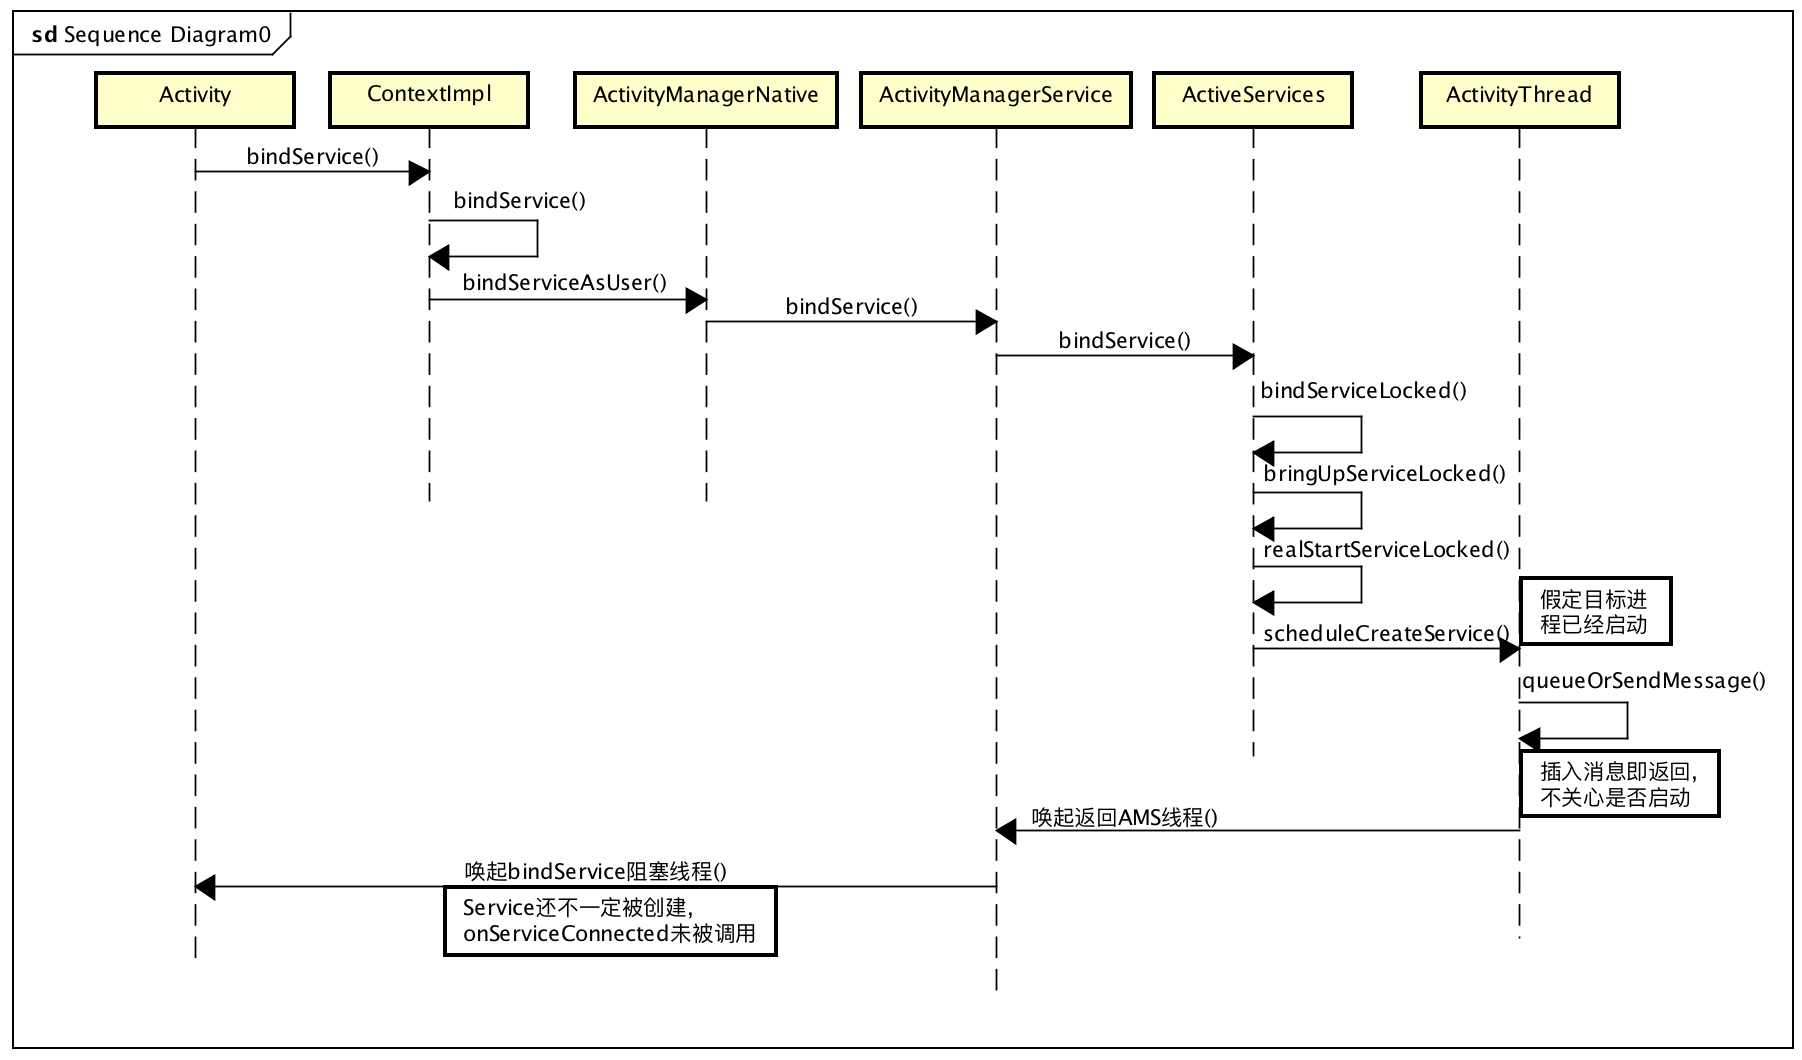 sd Sequence Diagram0
Activity
ContextImpl
ActivityManagerNative
ActivityManagerService
ActiveServices
ActivityThread
bindService()
bindService()
bindServiceAsUser()
bindService()
bindService()
bindServiceLocked()
bringUpServiceLocked()
realStartServiceLocked()
假定目标进
程已经启动
scheduleCreateService()
queueOrSendMessage()
插入消息即返回，
不关心是否启动
唤起返回AMS线程()
唤起bindService阻塞线程()
Service还不一定被创建，
onServiceConnected未被调用